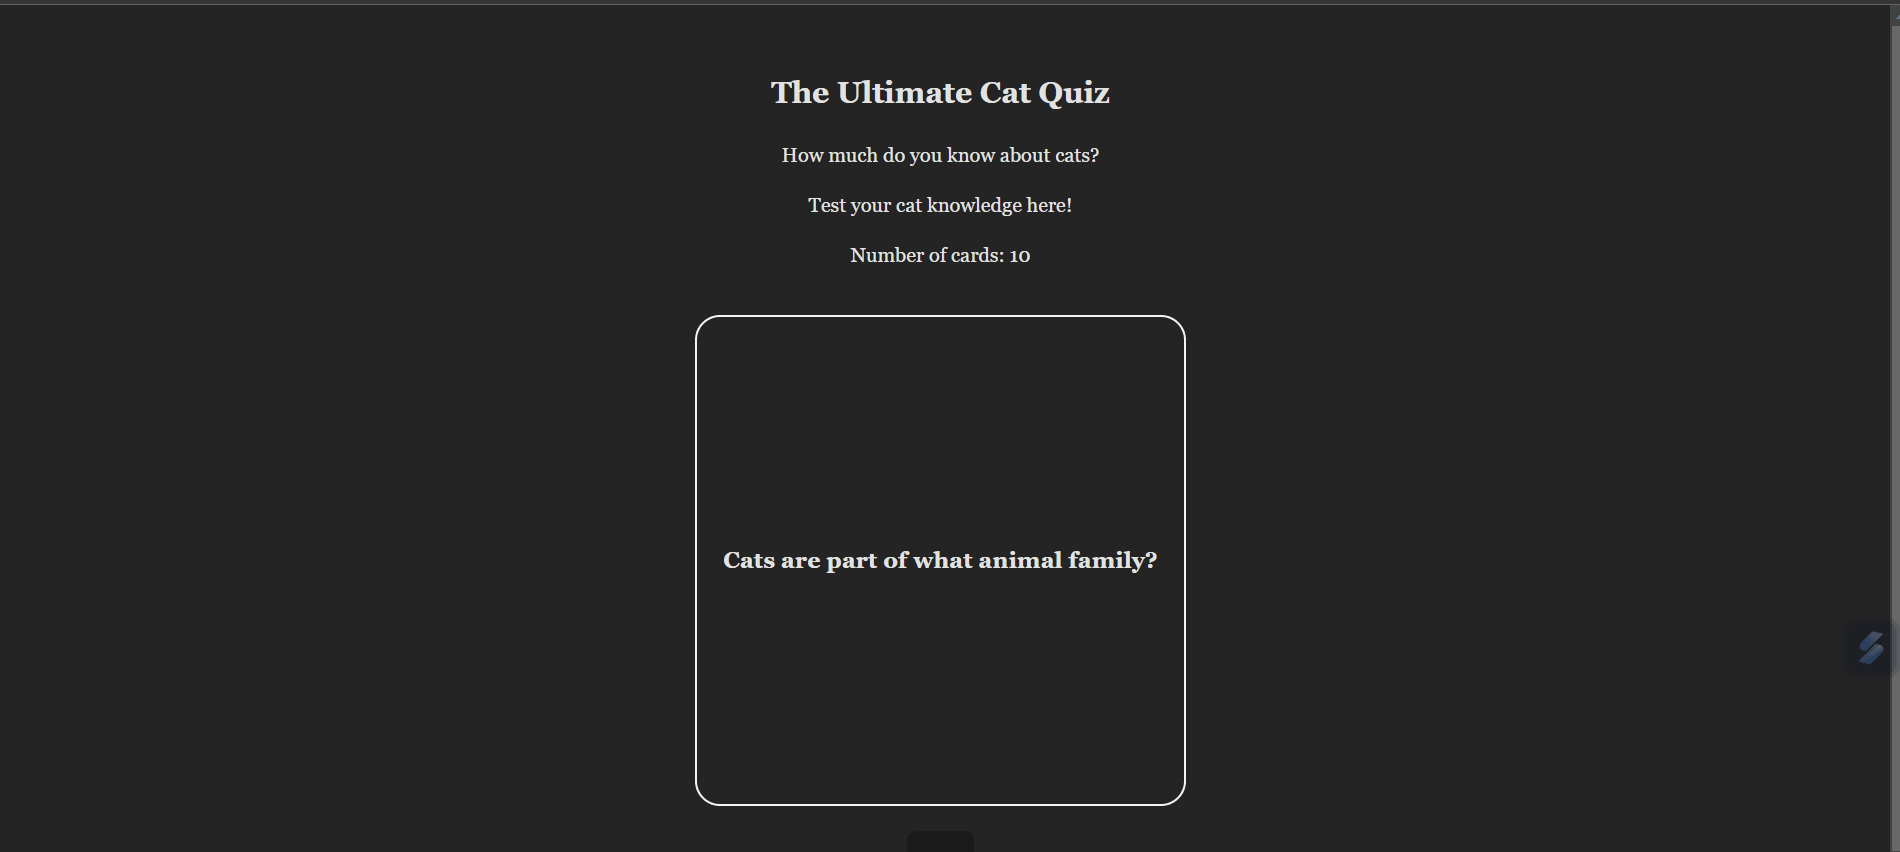 The Ultimate Cat Quiz
How much do you know about cats?
Test your cat knowledge here!
Number of cards: 10
Cats are part of what animal family?